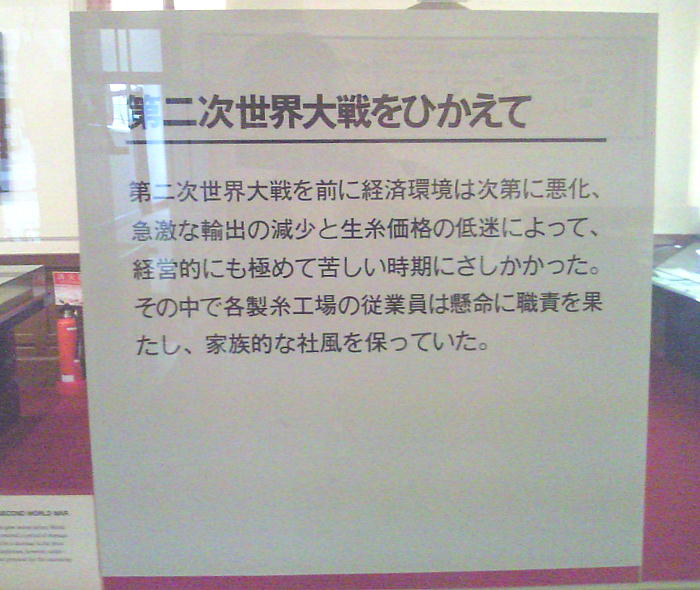 第二次世界大戦をひかえて
第二次世界大戦を前に経済環境は次第に悪化、
急激な輸出の減少と生糸価格の低迷によって、
経営的にも極めて苦しい時期にさしかかった。
その中で各製糸工場の従業員は懸命に職責を果
たし、家族的な社風を保っていた。
SECOND WORLD WAR